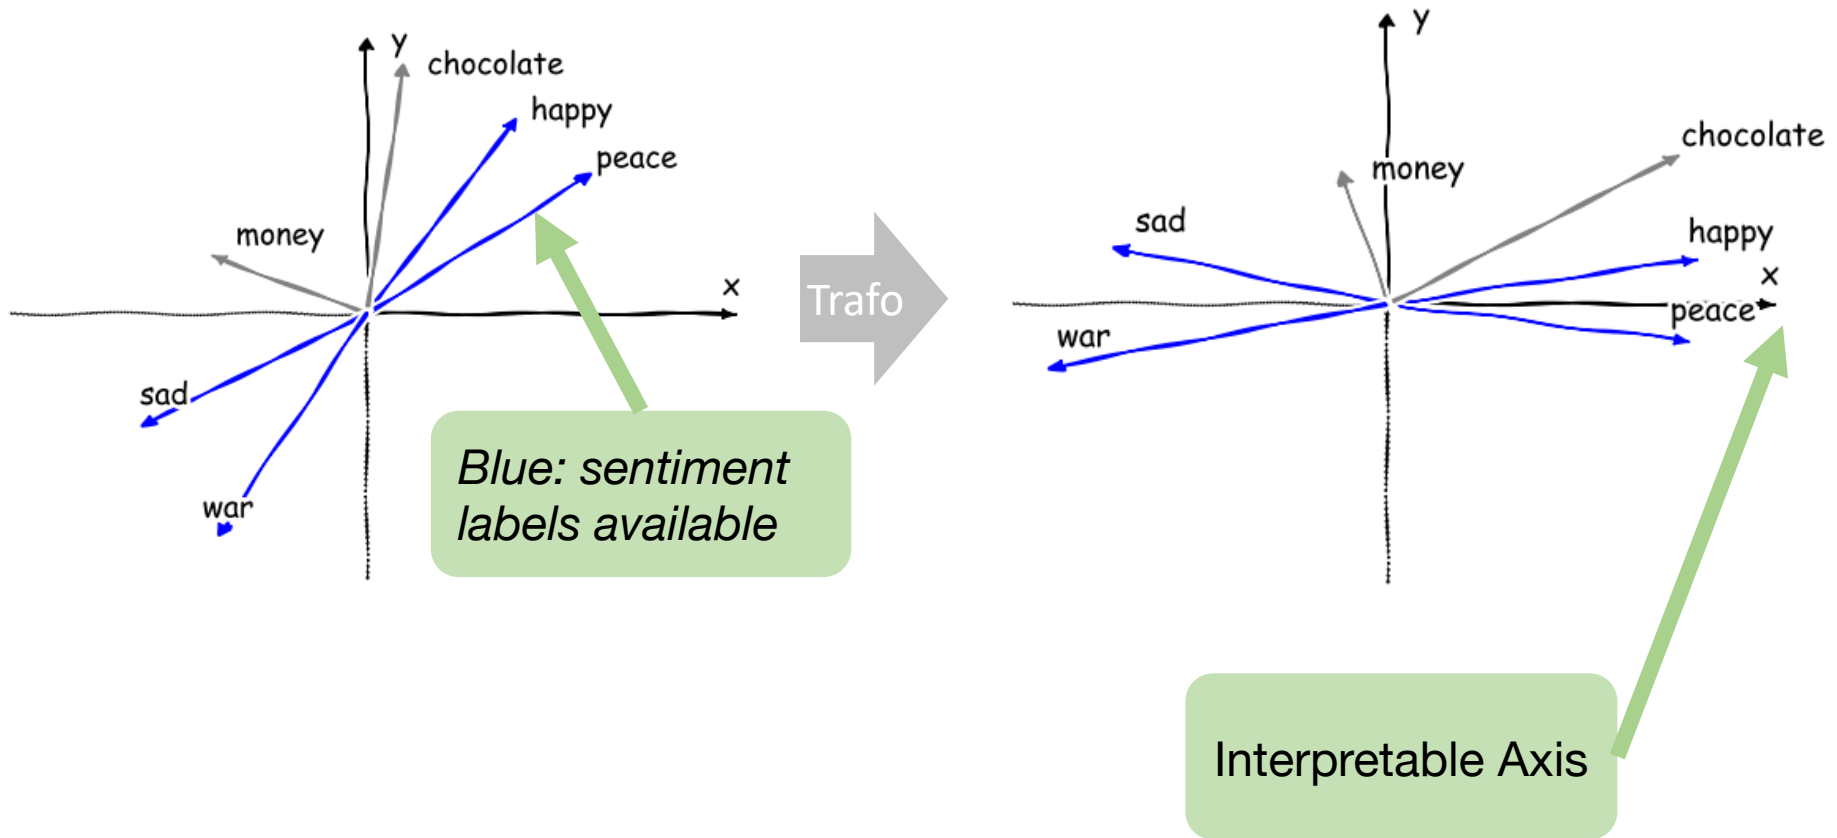 y
chocolate
happy
peace
money
x
sad
war
Blue: sentiment
labels available
Trafo
y
chocolate
money
sad
happy
x
peace
war
Interpretable Axis